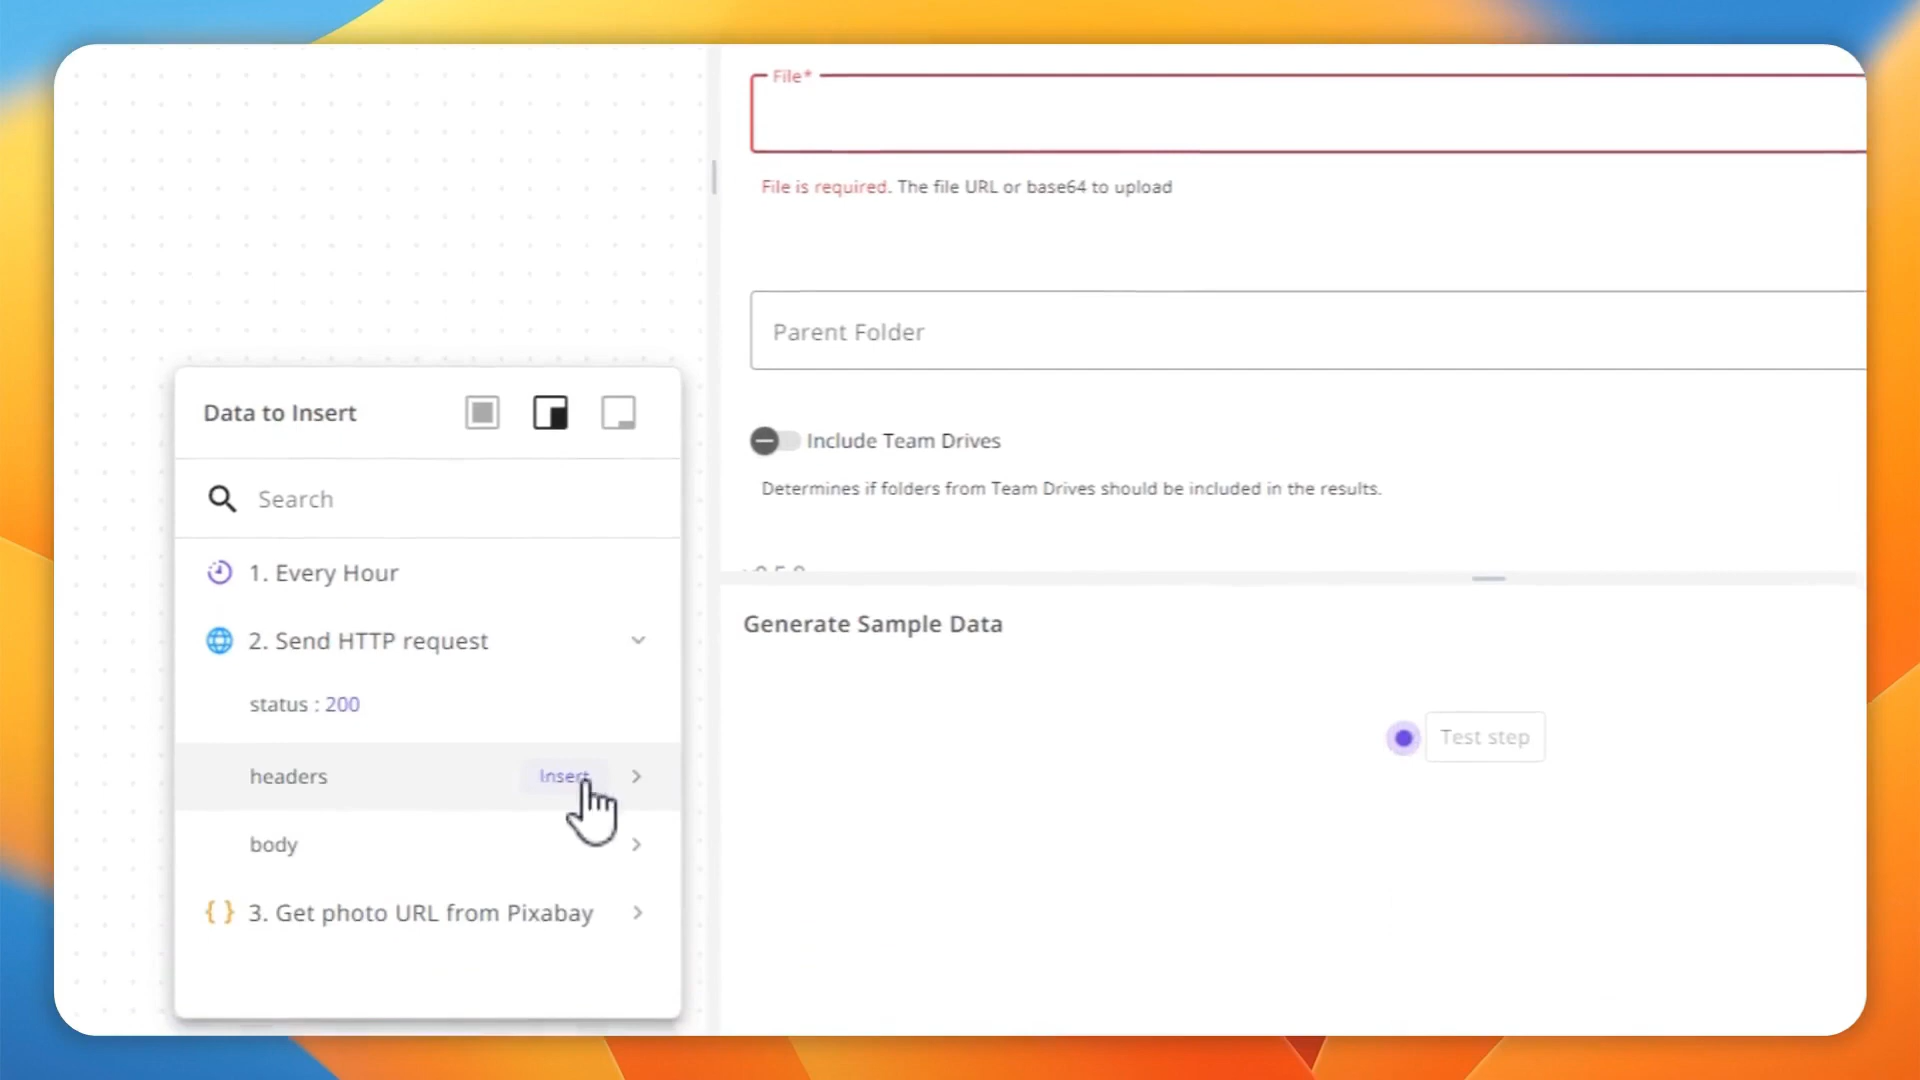 File*
File is required. The file URL or base64 to upload
Parent Folder
Include Team Drives
Determines if folders from Team Drives should be included in the results.
Data to Insert
Search
1. Every Hour
2. Send HTTP request
status : 200
headers
Insert
body
3. Get photo URL from Pixabay
Generate Sample Data
Test step